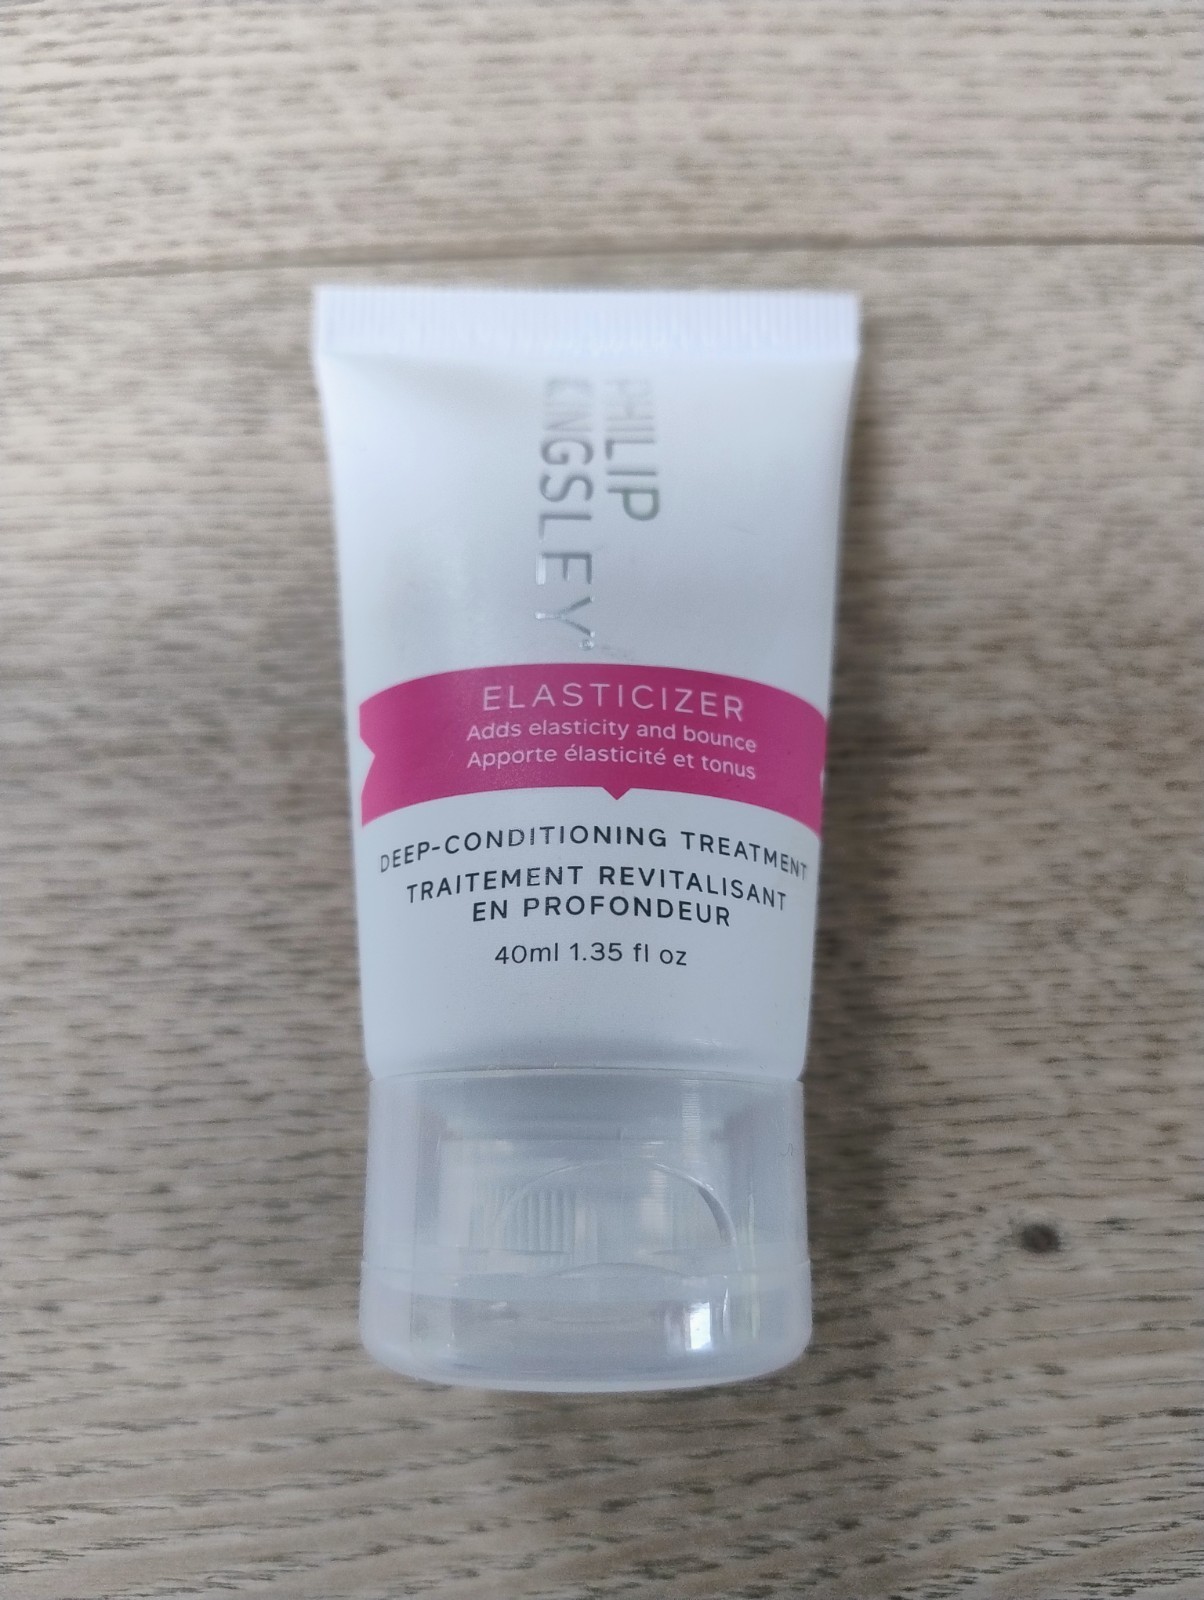 PHILIP
KINGSLEY
ELASTICIZER
Adds elasticity and bounce
Apporte élasticité et tonus
DEEP-CONDITIONING TREATMENT
TRAITEMENT REVITALISANT
EN PROFONDEUR
40ml 1.35 fl oz